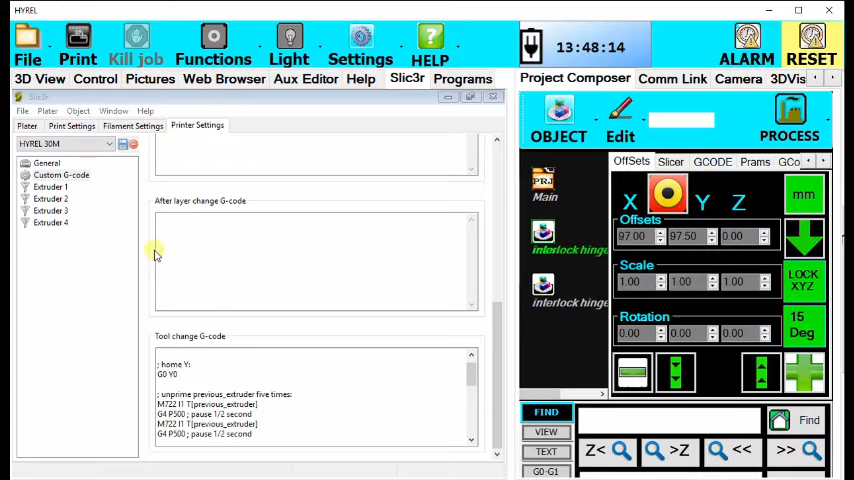 HYREL
File
Print
Kill job
Functions
Light
Settings
HELP
13:48:14
ALARM
RESET
3D View
Control
Pictures
Web Browser
Aux Editor
Help
Slic3r
Programs
Project Composer
Comm Link
Camera
3DVis
Slic3r
File
Plater
Object
Window
Help
Plater
Print Settings
Filament Settings
Printer Settings
HYREL 30M
General
Custom G-code
Extruder 1
Extruder 2
Extruder 3
Extruder 4
After layer change G-code
Tool change G-code
; home Y:
G0 Y0
; unprime previous_extruder five times:
M722 I1 T[previous_extruder]
G4 P500 ; pause 1/2 second
M722 I1 T[previous_extruder]
G4 P500 ; pause 1/2 second
OBJECT
Edit
PROCESS
PRJ
Main
interlock hinge
interlock hinge
OffSets
Slicer
GCODE
Prams
GCo
X
Y
Z
mm
Offsets
97.00
97.50
0.00
Scale
1.00
1.00
1.00
LOCK
XYZ
Rotation
0.00
0.00
0.00
15
Deg
FIND
VIEW
TEXT
G0-G1
Find
Z<
>Z
<<
>>